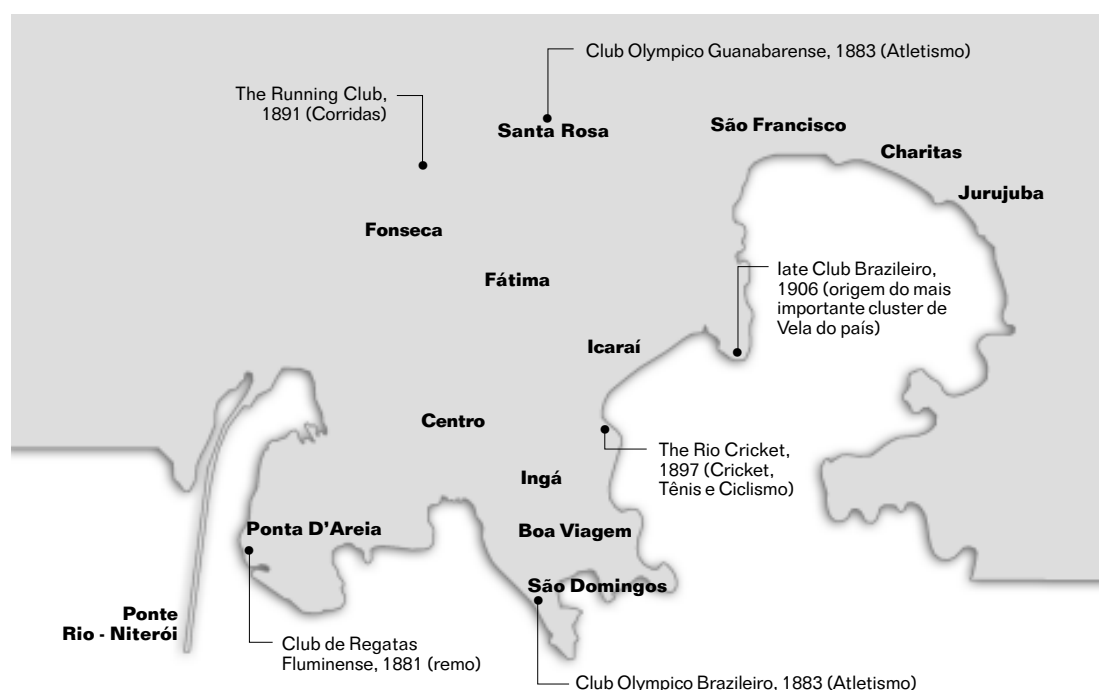 Club Olympico Guanabarense, 1883 (Atletismo)
The Running Club,
1891 (Corridas)
Santa Rosa
São Francisco
Charitas
Jurujuba
Fonseca
Fátima
Iate Club Brazileiro,
1906 (origem do mais
importante cluster de
Vela do país)
Icaraí
Centro
The Rio Cricket,
1897 (Cricket,
Tênis e Ciclismo)
Ingá
Ponta D'Areia
Boa Viagem
São Domingos
Ponte
Rio - Niterói
Club de Regatas
Fluminense, 1881 (remo)
Club Olympico Brazileiro, 1883 (Atletismo)